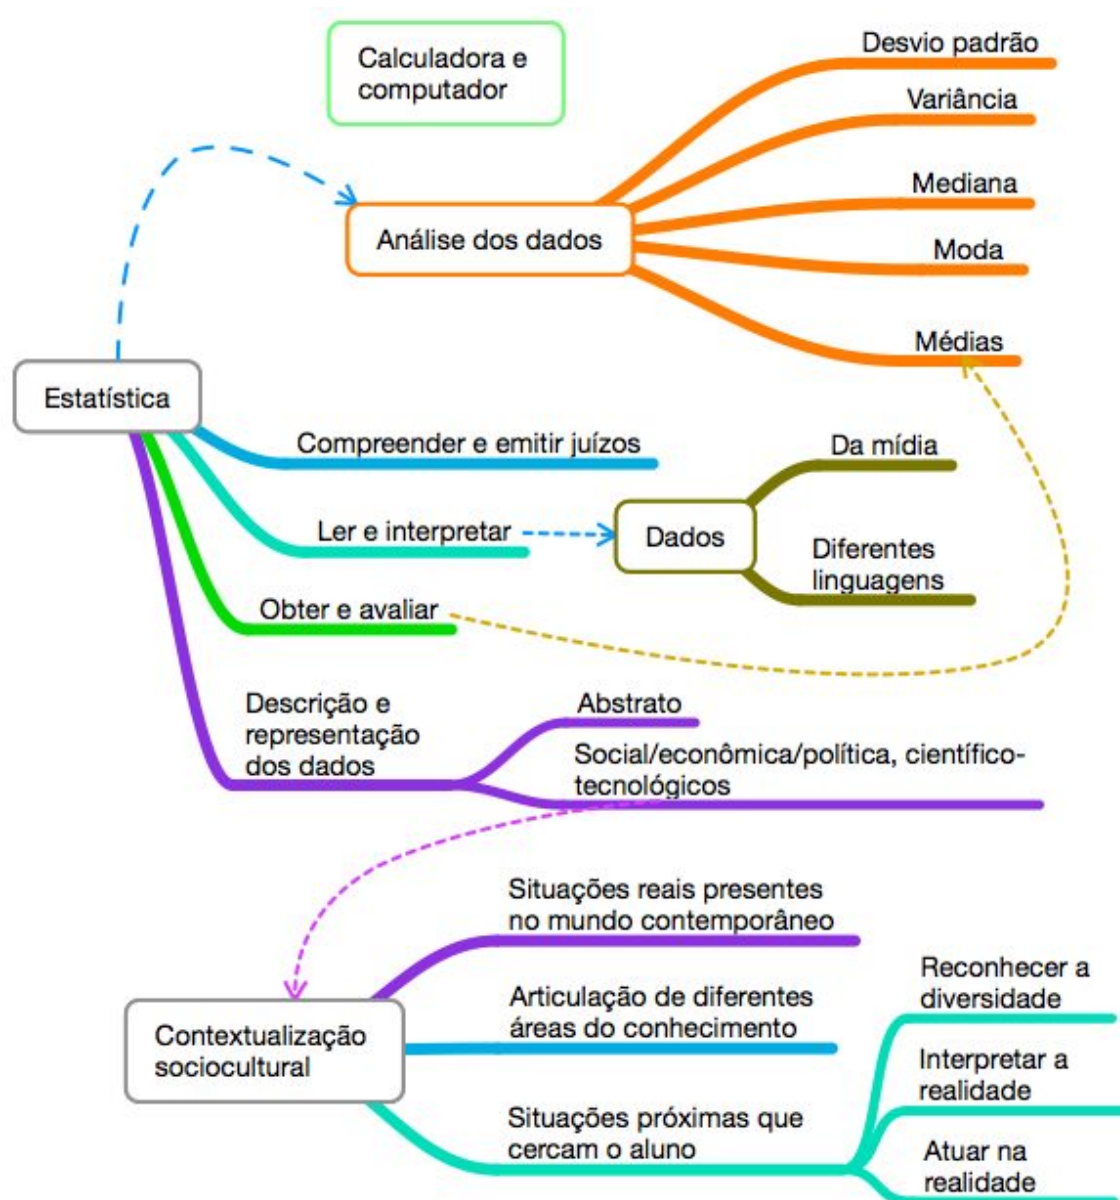 Calculadora e
computador
Desvio padrão
Variância
Mediana
Análise dos dados
Moda
Médias
Estatística
Compreender e emitir juízos
Da mídia
Ler e interpretar
Dados
Diferentes
linguagens
Obter e avaliar
Descrição e
representação
dos dados
Abstrato
Social/econômica/política, científico-
tecnológicos
Situações reais presentes
no mundo contemporâneo
Contextualização
sociocultural
Articulação de diferentes
áreas do conhecimento
Situações próximas que
cercam o aluno
Reconhecer a
diversidade
Interpretar a
realidade
Atuar na
realidade